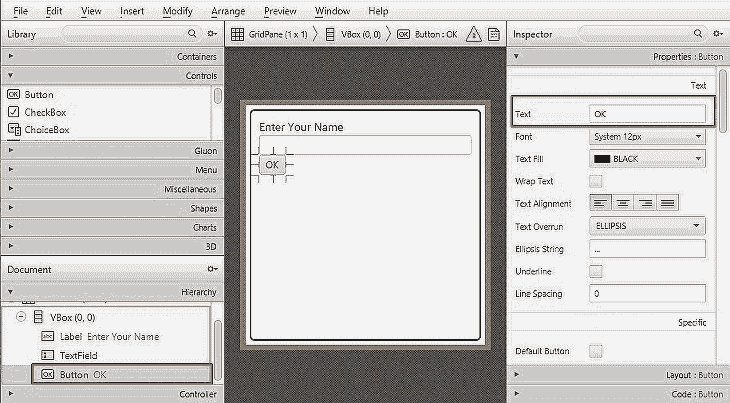 File Edit View Insert Modify Arrange Preview Window Help
Library
Containers
Controls
OK Button
CheckBox
ChoiceBox
Gluon
Menu
Miscellaneous
Shapes
Charts
3D
Document
Hierarchy
VBox (0, 0)
abc Label Enter Your Name
TextField
OK Button OK
Controller
GridPane (1 x 1) VBox (0, 0) OK Button : OK
Enter Your Name
OK
Inspector
Properties : Button
Text
Text OK
Font System 12px
Text Fill BLACK
Wrap Text
Text Alignment
Text Overrun ELLIPSIS
Ellipsis String ...
Underline
Line Spacing 0
Specific
Default Button
Layout : Button
Code : Button